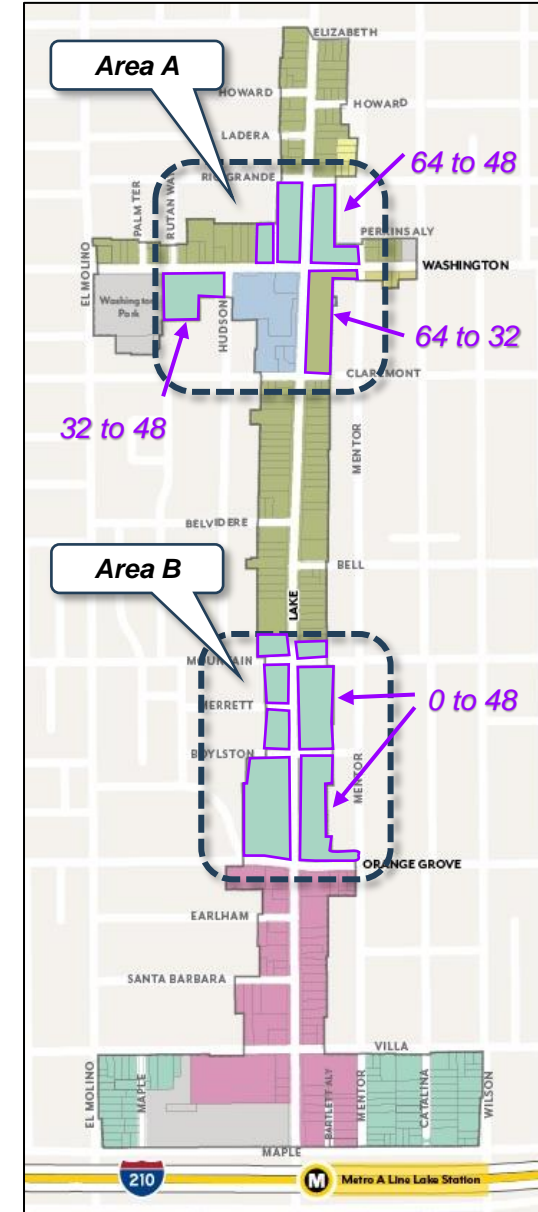 ELIZABETH
Area A
HOWARD
HOWARD
LADERA
64 to 48
RIO GRANDE
PALM TER
RUTAN WAY
PERKINS ALY
EL MOLINO
WASHINGTON
Washington
Park
HUDSON
64 to 32
CLAREMONT
32 to 48
MENTOR
BELVIDERE
Area B
BELL
LAKE
MOUNTAIN
MERRETT
0 to 48
BOYLSTON
MENTOR
ORANGE GROVE
EARLHAM
SANTA BARBARA
VILLA
EL MOLINO
MAPLE
BARTLETT ALY
MENTOR
CATALINA
WILSON
MAPLE
210
M Metro A Line Lake Station